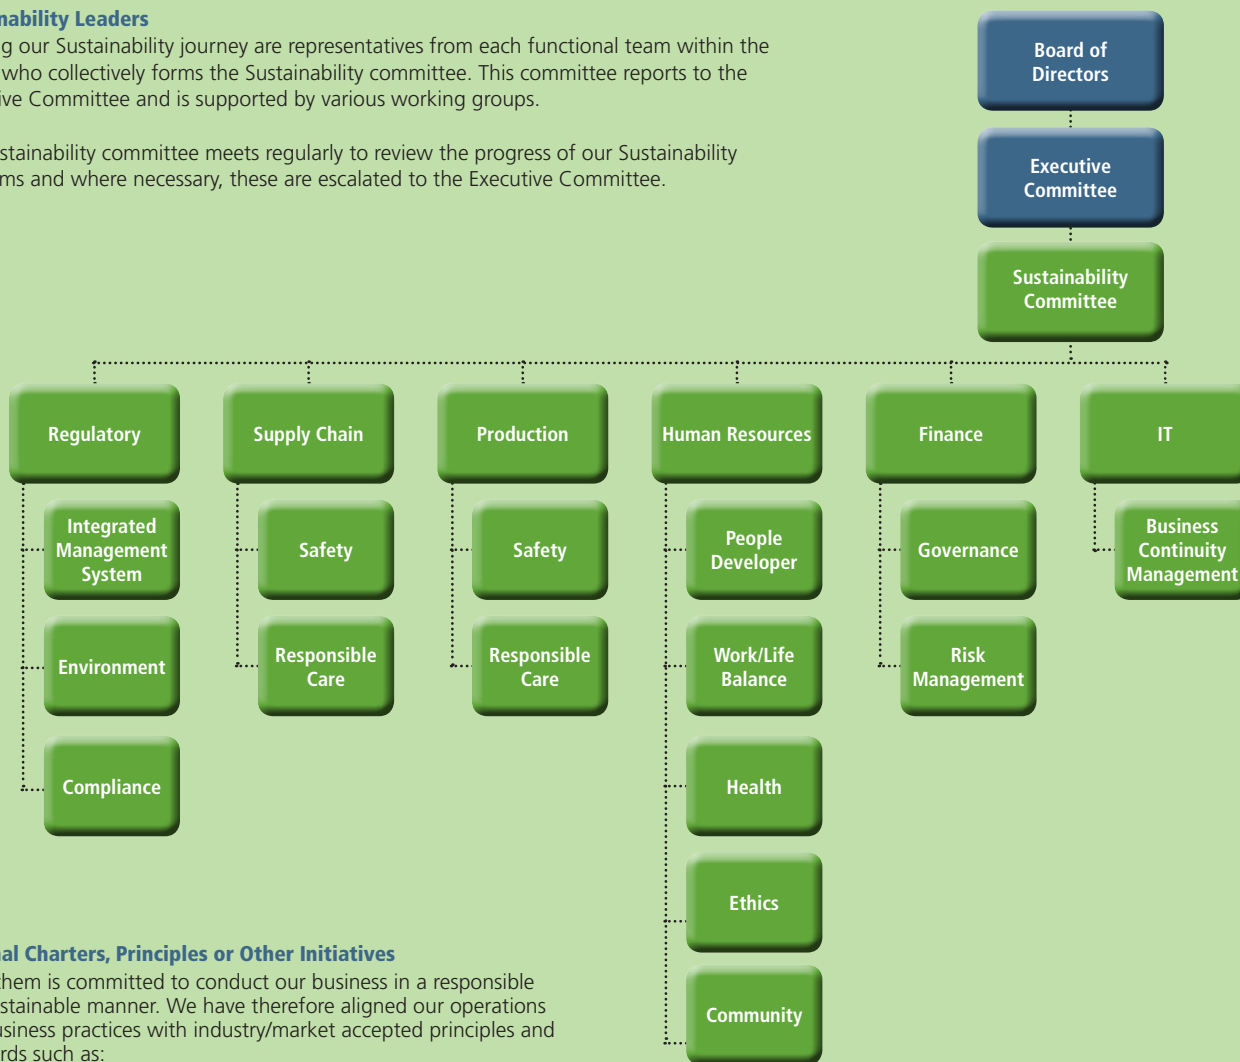 nability Leaders
g our Sustainability journey are representatives from each functional team within the
who collectively forms the Sustainability committee. This committee reports to the
ive Committee and is supported by various working groups.
stainability committee meets regularly to review the progress of our Sustainability
ms and where necessary, these are escalated to the Executive Committee.
Board of
Directors
Executive
Committee
Sustainability
Committee
Regulatory
Supply Chain
Production
Human Resources
Finance
IT
Integrated
Management
System
Safety
Safety
People
Developer
Governance
Business
Continuity
Management
Environment
Responsible
Care
Responsible
Care
Work/Life
Balance
Risk
Management
Compliance
Health
Ethics
Community
al Charters, Principles or Other Initiatives
hem is committed to conduct our business in a responsible
stainable manner. We have therefore aligned our operations
usiness practices with industry/market accepted principles and
rds such as: